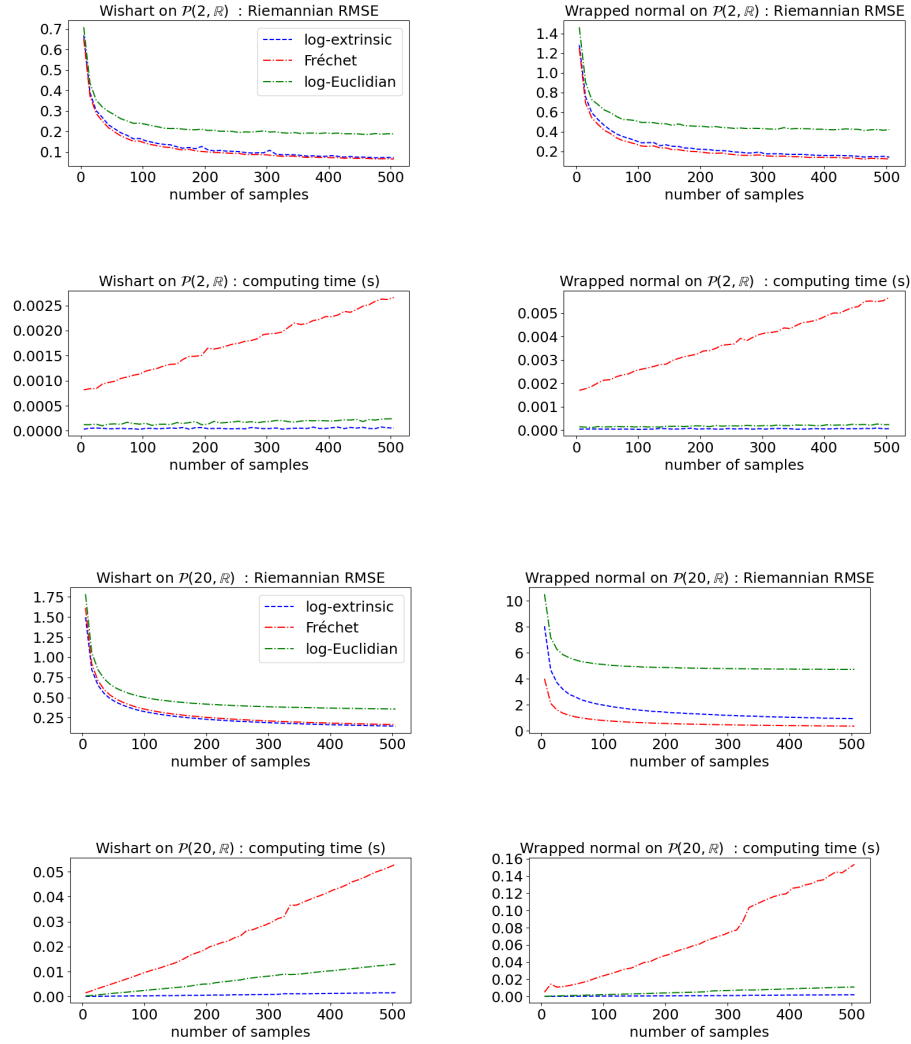 Wishart on 𝒫(2, ℝ) : Riemannian RMSE
0.7
0.6
0.5
0.4
0.3
0.2
0.1
log-extrinsic
Fréchet
log-Euclidian
0 100 200 300 400 500
number of samples
Wrapped normal on 𝒫(2, ℝ) : Riemannian RMSE
1.4
1.2
1.0
0.8
0.6
0.4
0.2
0 100 200 300 400 500
number of samples
Wishart on 𝒫(2, ℝ) : computing time (s)
0.0025
0.0020
0.0015
0.0010
0.0005
0.0000
0 100 200 300 400 500
number of samples
Wrapped normal on 𝒫(2, ℝ) : computing time (s)
0.005
0.004
0.003
0.002
0.001
0.000
0 100 200 300 400 500
number of samples
Wishart on 𝒫(20, ℝ) : Riemannian RMSE
1.75
1.50
1.25
1.00
0.75
0.50
0.25
log-extrinsic
Fréchet
log-Euclidian
0 100 200 300 400 500
number of samples
Wrapped normal on 𝒫(20, ℝ) : Riemannian RMSE
10
8
6
4
2
0
0 100 200 300 400 500
number of samples
Wishart on 𝒫(20, ℝ) : computing time (s)
0.05
0.04
0.03
0.02
0.01
0.00
0 100 200 300 400 500
number of samples
Wrapped normal on 𝒫(20, ℝ) : computing time (s)
0.16
0.14
0.12
0.10
0.08
0.06
0.04
0.02
0.00
0 100 200 300 400 500
number of samples